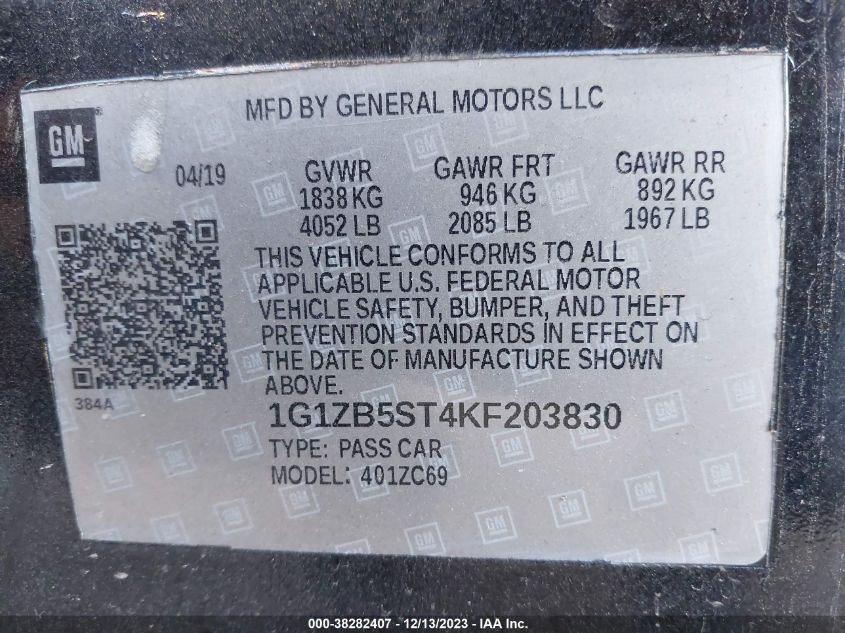 MFD BY GENERAL MOTORS LLC
GM
04/19
GVWR
1838 KG
4052 LB
GAWR FRT
946 KG
2085 LB
GAWR RR
892 KG
1967 LB
THIS VEHICLE CONFORMS TO ALL
APPLICABLE U.S. FEDERAL MOTOR
VEHICLE SAFETY, BUMPER, AND THEFT
PREVENTION STANDARDS IN EFFECT ON
THE DATE OF MANUFACTURE SHOWN
ABOVE.
384A
1G1ZB5ST4KF203830
TYPE: PASS CAR
MODEL: 401ZC69
000-38282407 - 12/13/2023 - IAA, Inc.